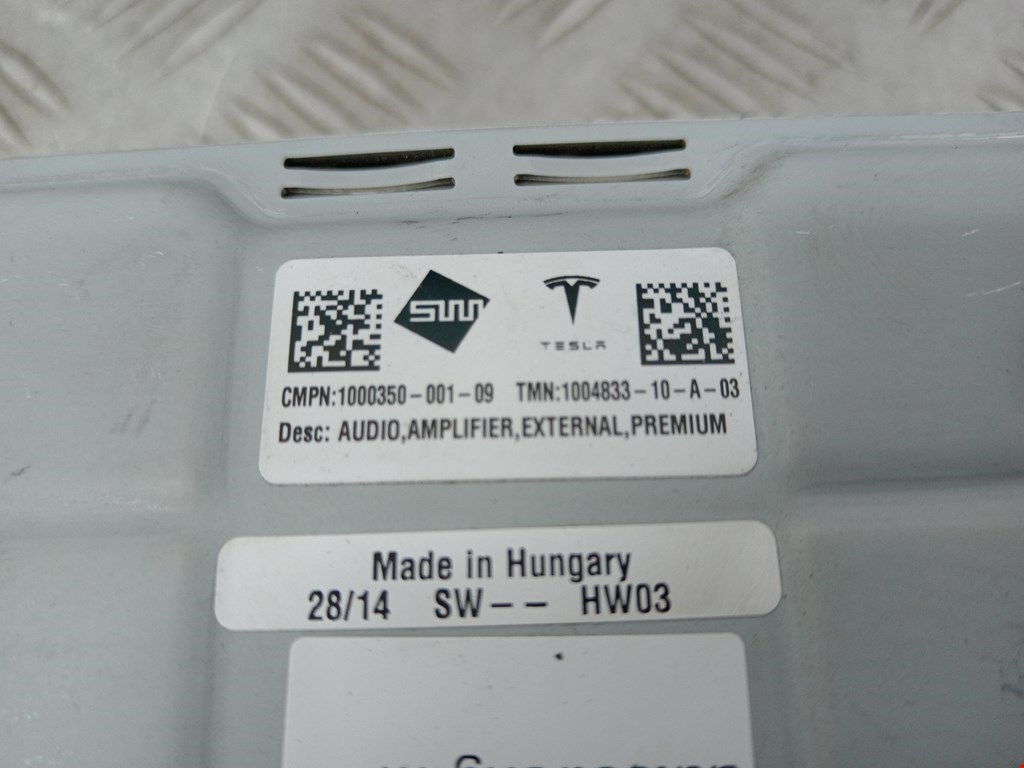 SW
TESLA
CMPN:1000350-001-09 TMN:1004833-10-A-03
Desc: AUDIO,AMPLIFIER,EXTERNAL,PREMIUM
Made in Hungary
28/14 SW-- HW03